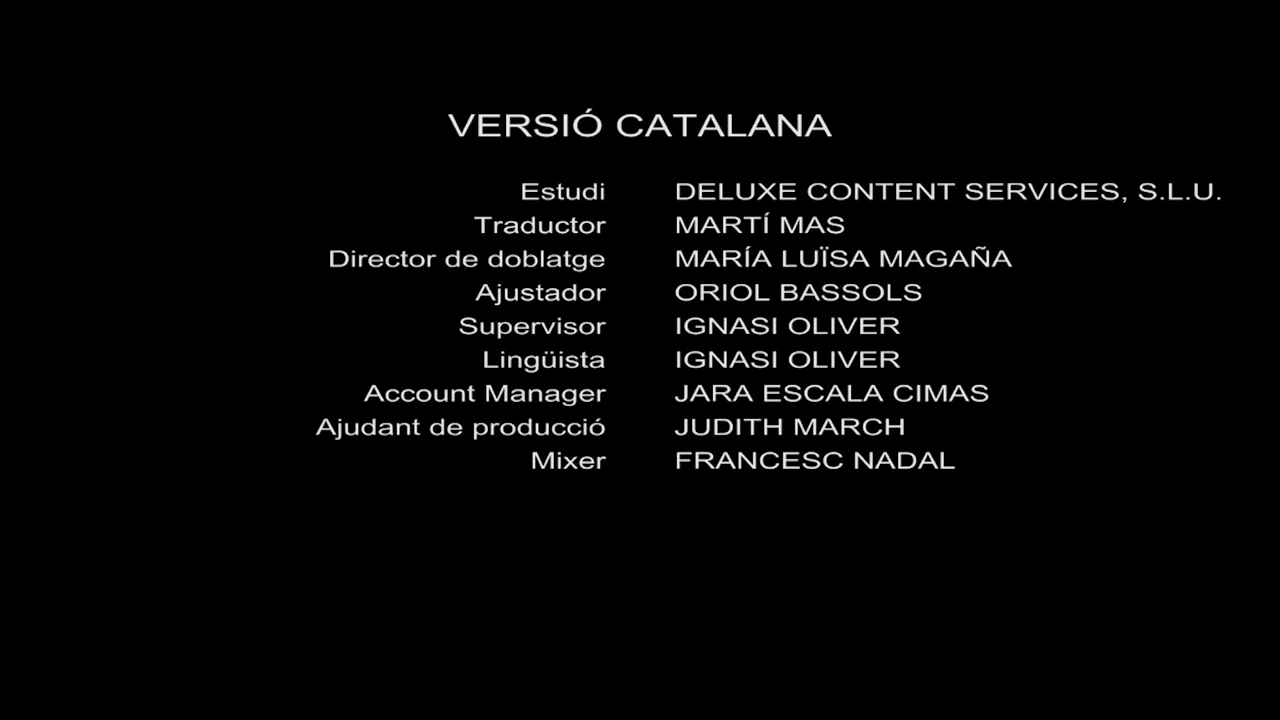 VERSIÓ CATALANA
Estudi DELUXE CONTENT SERVICES, S.L.U.
Traductor MARTÍ MAS
Director de doblatge MARÍA LUÏSA MAGAÑA
Ajustador ORIOL BASSOLS
Supervisor IGNASI OLIVER
Lingüista IGNASI OLIVER
Account Manager JARA ESCALA CIMAS
Ajudant de producció JUDITH MARCH
Mixer FRANCESC NADAL